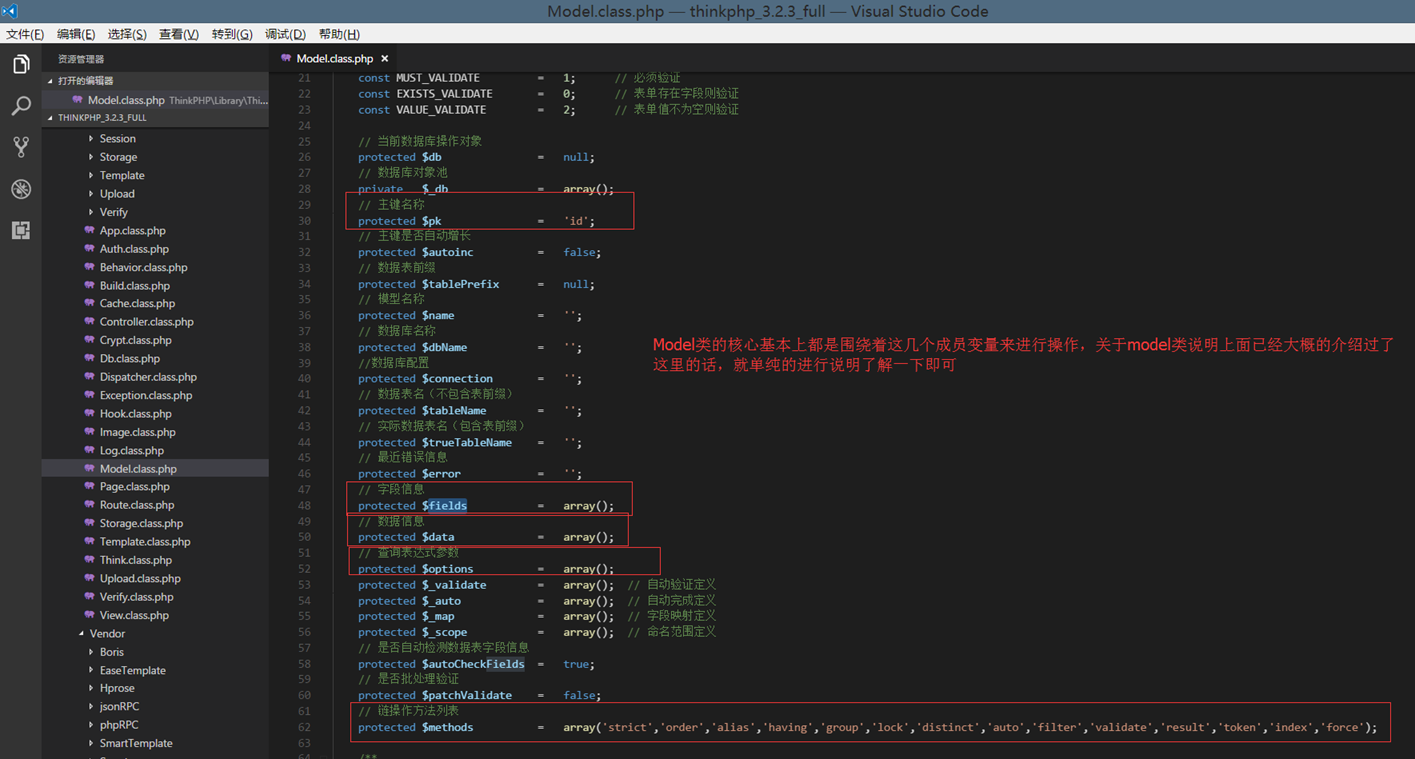 Model.class.php — thinkphp_3.2.3_full — Visual Studio Code
文件(F) 编辑(E) 选择(S) 查看(V) 转到(G) 调试(D) 帮助(H)
资源管理器
打开的编辑器
Model.class.php ThinkPHP\Library\Thi...
THINKPHP_3.2.3_FULL
Session
Storage
Template
Upload
Verify
App.class.php
Auth.class.php
Behavior.class.php
Build.class.php
Cache.class.php
Controller.class.php
Crypt.class.php
Db.class.php
Dispatcher.class.php
Exception.class.php
Hook.class.php
Image.class.php
Log.class.php
Model.class.php
Page.class.php
Route.class.php
Storage.class.php
Template.class.php
Think.class.php
Upload.class.php
Verify.class.php
View.class.php
Vendor
Boris
EaseTemplate
Hprose
jsonRPC
phpRPC
SmartTemplate
Model.class.php ×
21 const MUST_VALIDATE = 1; // 必须验证
22 const EXISTS_VALIDATE = 0; // 表单存在字段则验证
23 const VALUE_VALIDATE = 2; // 表单值不为空则验证
24
25 // 当前数据库操作对象
26 protected $db = null;
27 // 数据库对象池
28 private $_db = array();
29 // 主键名称
30 protected $pk = 'id';
31 // 主键是否自动增长
32 protected $autoinc = false;
33 // 数据表前缀
34 protected $tablePrefix = null;
35 // 模型名称
36 protected $name = '';
37 // 数据库名称
38 protected $dbName = '';
39 //数据库配置
40 protected $connection = '';
41 // 数据表名（不包含表前缀）
42 protected $tableName = '';
43 // 实际数据表名（包含表前缀）
44 protected $trueTableName = '';
45 // 最近错误信息
46 protected $error = '';
47 // 字段信息
48 protected $fields = array();
49 // 数据信息
50 protected $data = array();
51 // 查询表达式参数
52 protected $options = array();
53 protected $_validate = array(); // 自动验证定义
54 protected $_auto = array(); // 自动完成定义
55 protected $_map = array(); // 字段映射定义
56 protected $_scope = array(); // 命名范围定义
57 // 是否自动检测数据表字段信息
58 protected $autoCheckFields = true;
59 // 是否批处理验证
60 protected $patchValidate = false;
61 // 链操作方法列表
62 protected $methods = array('strict','order','alias','having','group','lock','distinct','auto','filter','validate','result','token','index','force');
63
64 /**
Model类的核心基本上都是围绕着这几个成员变量来进行操作，关于model类说明上面已经大概的介绍过了
这里的话，就单纯的进行说明了解一下即可